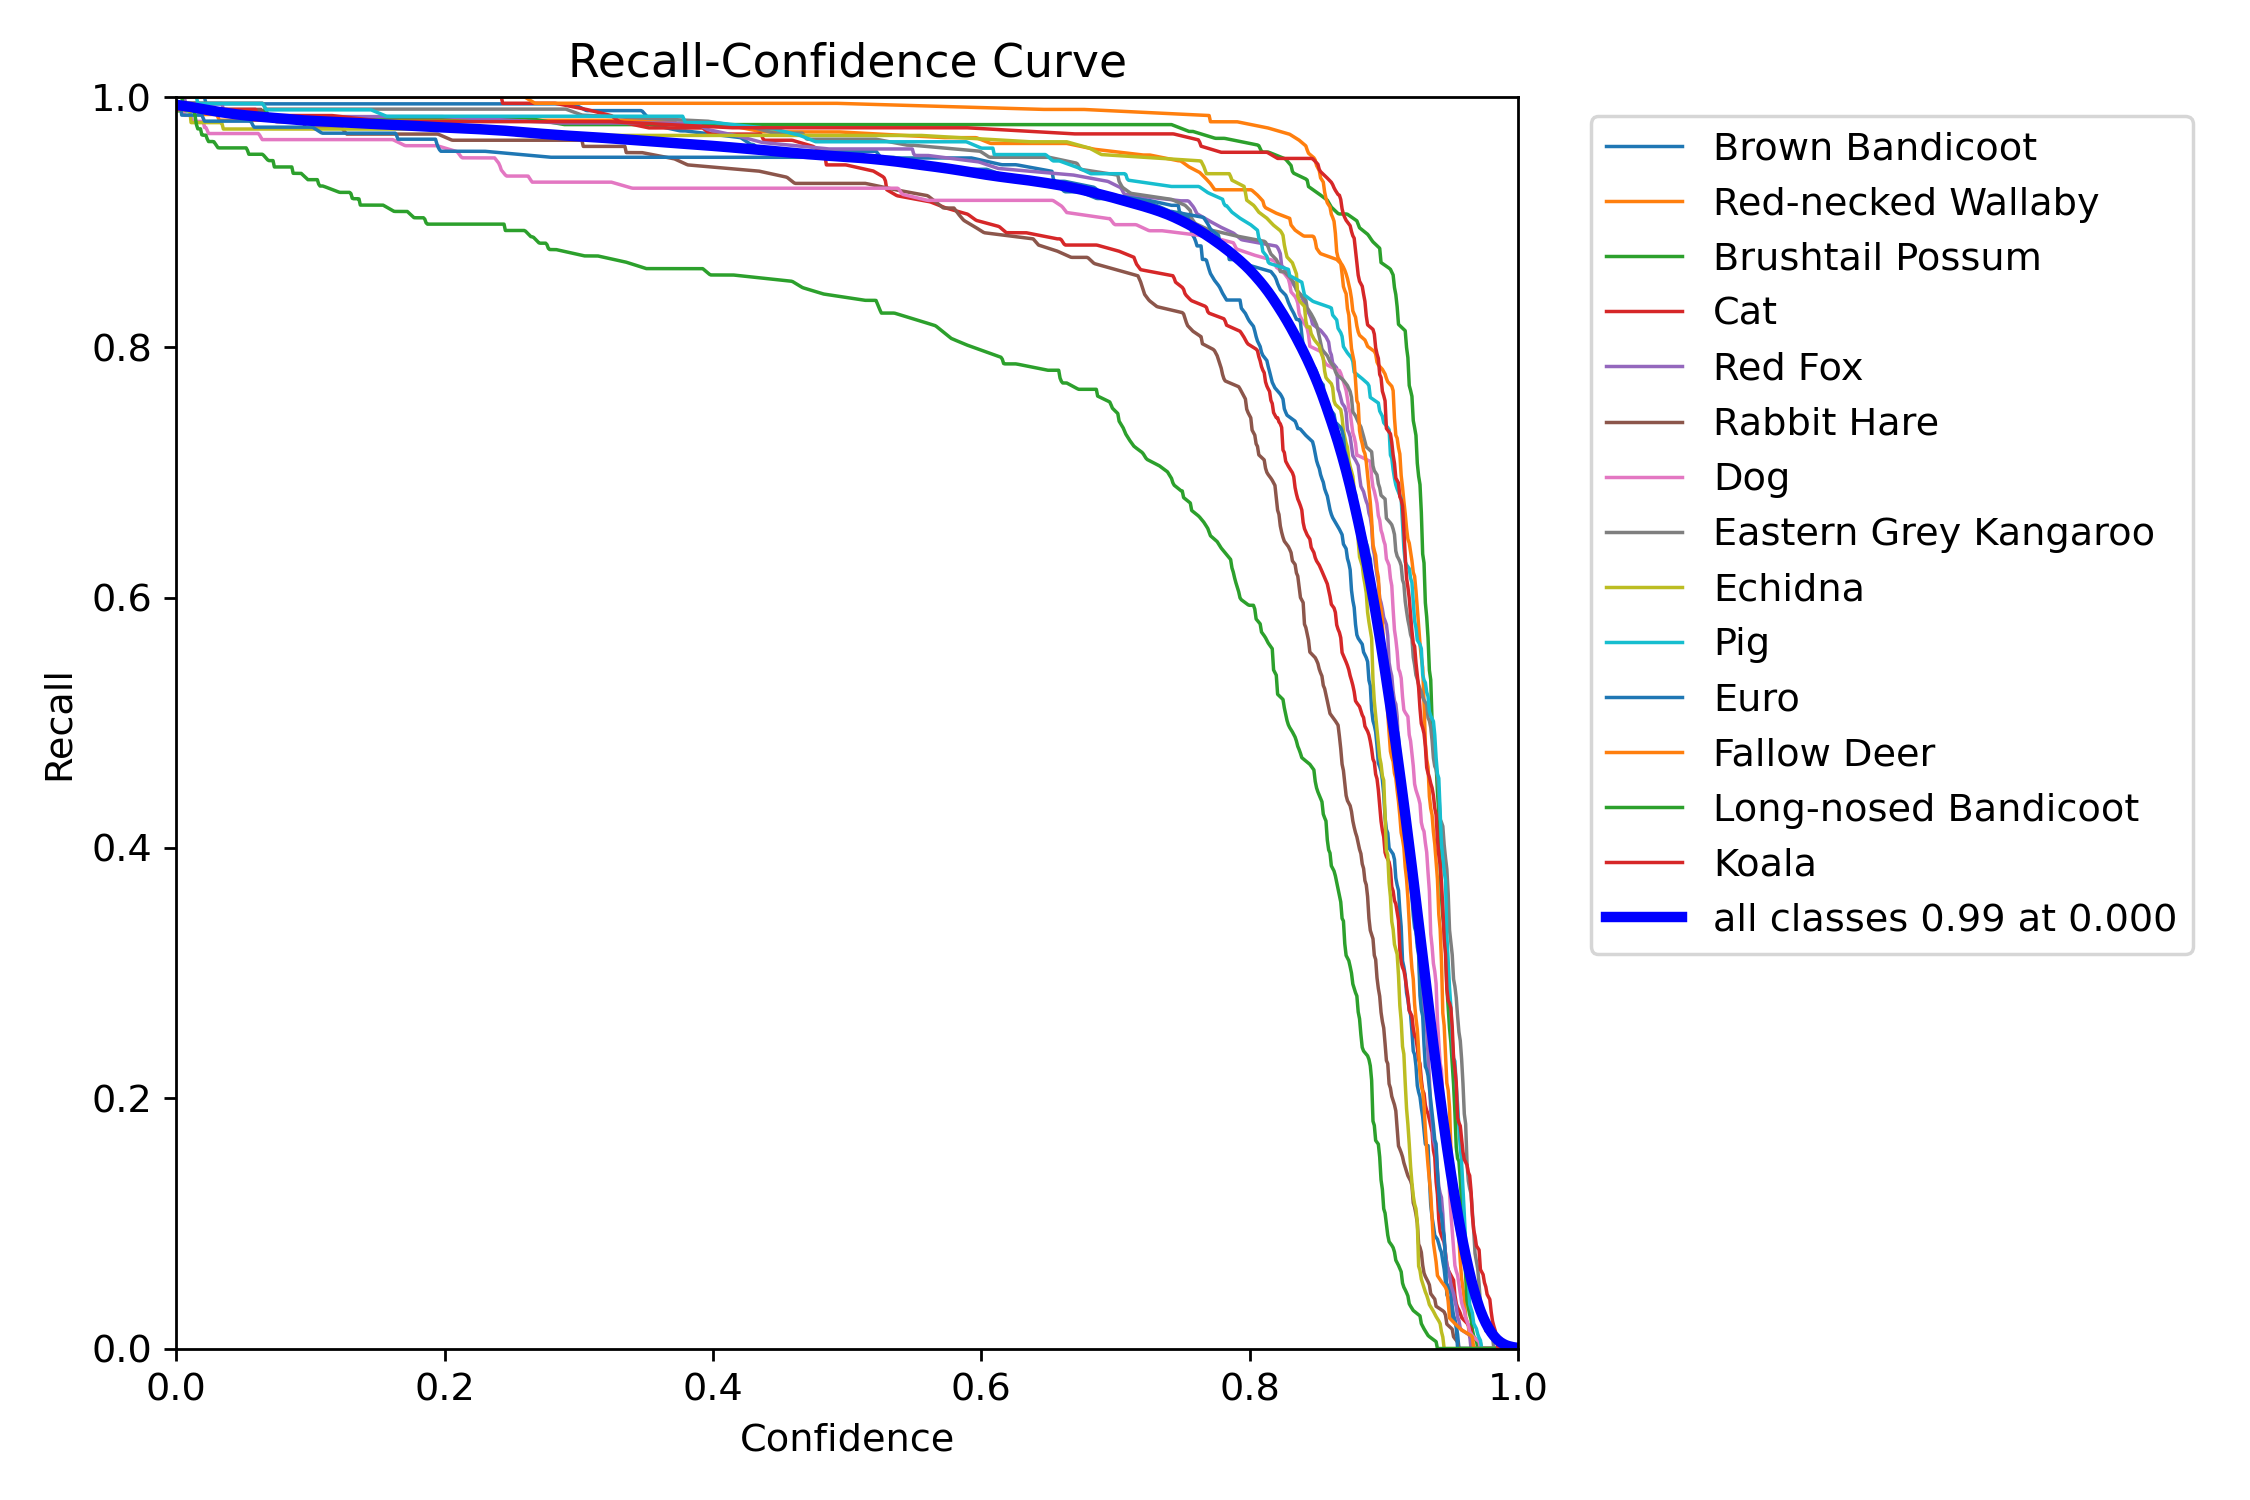 Recall-Confidence Curve
1.0
0.8
0.6
0.4
0.2
0.0
Recall
0.0 0.2 0.4 0.6 0.8 1.0
Confidence
Brown Bandicoot
Red-necked Wallaby
Brushtail Possum
Cat
Red Fox
Rabbit Hare
Dog
Eastern Grey Kangaroo
Echidna
Pig
Euro
Fallow Deer
Long-nosed Bandicoot
Koala
all classes 0.99 at 0.000